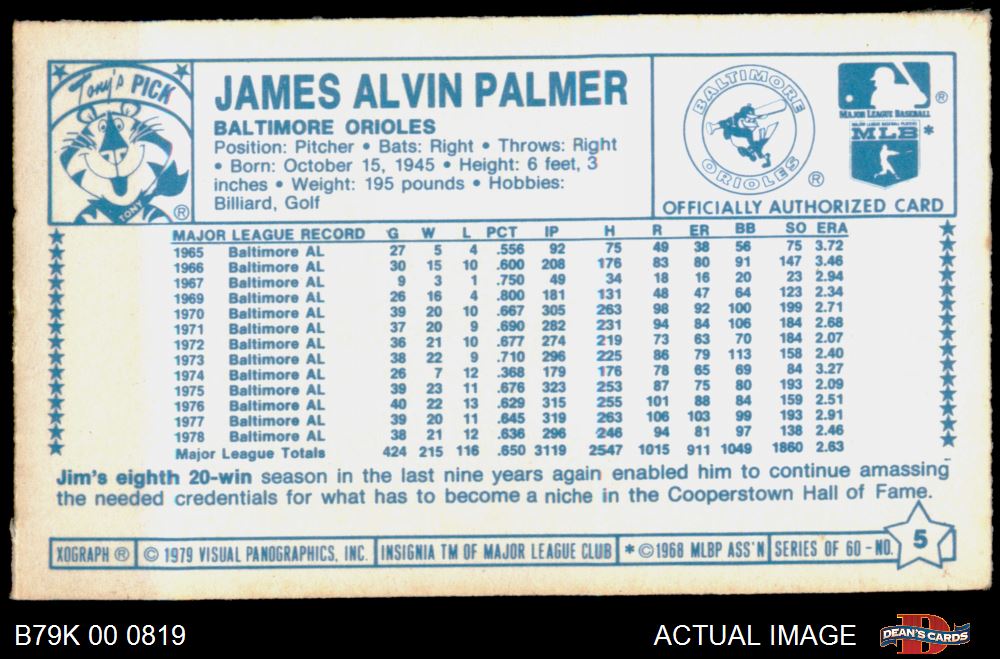 Tony's PICK
TONY
®
JAMES ALVIN PALMER
BALTIMORE ORIOLES
Position: Pitcher • Bats: Right • Throws: Right
• Born: October 15, 1945 • Height: 6 feet, 3
inches • Weight: 195 pounds • Hobbies:
Billiard, Golf
BALTIMORE
ORIOLES
®
®
MAJOR LEAGUE BASEBALL
MAJOR LEAGUE BASEBALL PLAYERS
MLB *
OFFICIALLY AUTHORIZED CARD
MAJOR LEAGUE RECORD G W L PCT IP H R ER BB SO ERA
1965 Baltimore AL 27 5 4 .556 92 75 49 38 56 75 3.72
1966 Baltimore AL 30 15 10 .600 208 176 83 80 91 147 3.46
1967 Baltimore AL 9 3 1 .750 49 34 18 16 20 23 2.94
1969 Baltimore AL 26 16 4 .800 181 131 48 47 64 123 2.34
1970 Baltimore AL 39 20 10 .667 305 263 98 92 100 199 2.71
1971 Baltimore AL 37 20 9 .690 282 231 94 84 106 184 2.68
1972 Baltimore AL 36 21 10 .677 274 219 73 63 70 184 2.07
1973 Baltimore AL 38 22 9 .710 296 225 86 79 113 158 2.40
1974 Baltimore AL 26 7 12 .368 179 176 78 65 69 84 3.27
1975 Baltimore AL 39 23 11 .676 323 253 87 75 80 193 2.09
1976 Baltimore AL 40 22 13 .629 315 255 101 88 84 159 2.51
1977 Baltimore AL 39 20 11 .645 319 263 106 103 99 193 2.91
1978 Baltimore AL 38 21 12 .636 296 246 94 81 97 138 2.46
Major League Totals 424 215 116 .650 3119 2547 1015 911 1049 1860 2.63
Jim's eighth 20-win season in the last nine years again enabled him to continue amassing
the needed credentials for what has to become a niche in the Cooperstown Hall of Fame.
XOGRAPH ® © 1979 VISUAL PANOGRAPHICS, INC. INSIGNIA TM OF MAJOR LEAGUE CLUB * ©1968 MLBP ASS'N SERIES OF 60 - NO. 5
B79K 00 0819
ACTUAL IMAGE
DEAN'S CARDS